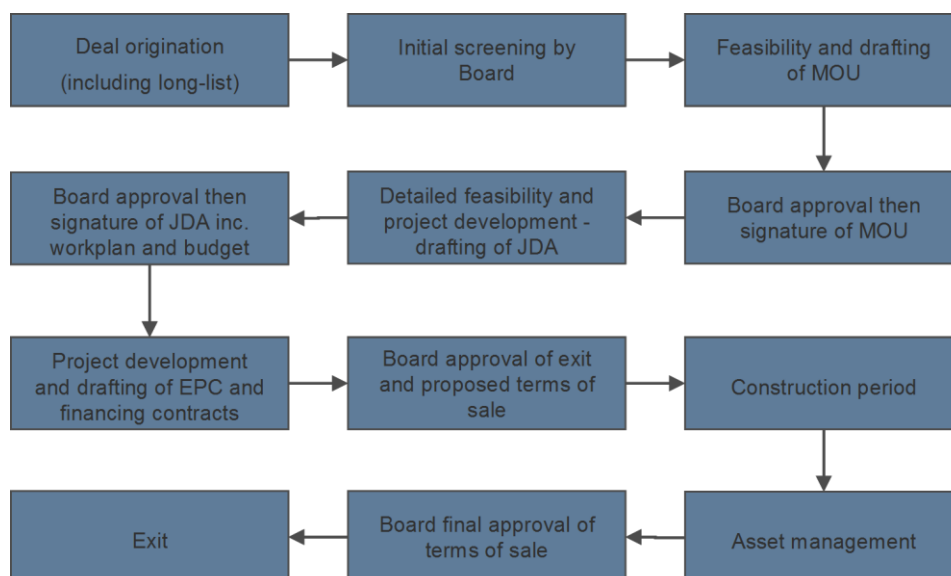 Deal origination
(including long-list)
Initial screening by
Board
Feasibility and drafting
of MOU
Board approval then
signature of MOU
Detailed feasibility and
project development -
drafting of JDA
Board approval then
signature of JDA inc.
workplan and budget
Project development
and drafting of EPC and
financing contracts
Board approval of exit
and proposed terms of
sale
Construction period
Asset management
Board final approval of
terms of sale
Exit